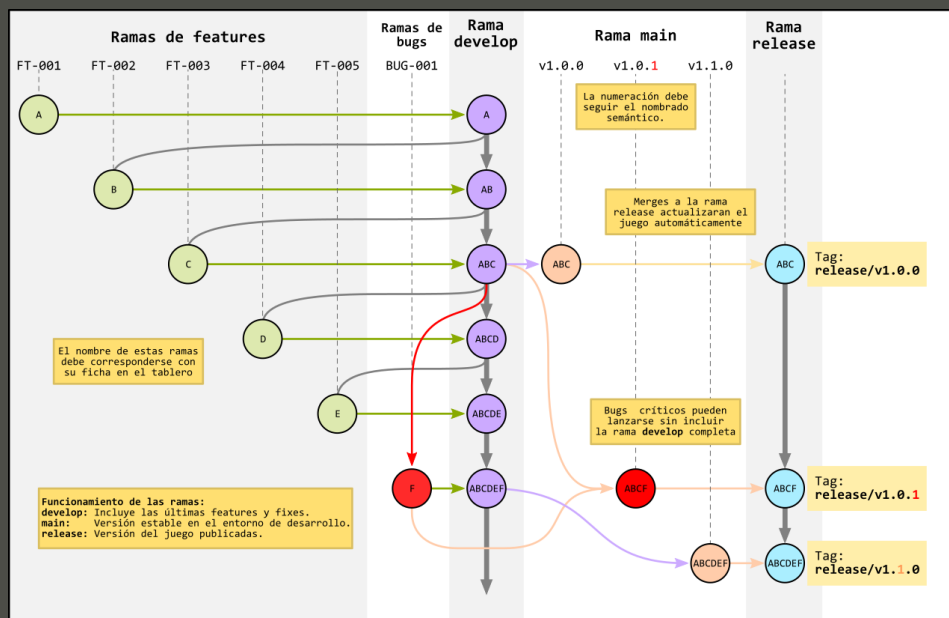 Ramas de features
Ramas de
bugs
Rama
develop
Rama main
Rama
release
FT-001
FT-002
FT-003
FT-004
FT-005
BUG-001
v1.0.0
v1.0.1
v1.1.0
La numeración debe
seguir el nombrado
semántico.
A
A
B
AB
Merges a la rama
release actualizaran el
juego automáticamente
C
ABC
ABC
ABC
Tag:
release/v1.0.0
D
ABCD
El nombre de estas ramas
debe corresponderse con
su ficha en el tablero
E
ABCDE
Bugs  críticos pueden
lanzarse sin incluir
la rama develop completa
F
ABCDEF
ABCF
ABCF
Tag:
release/v1.0.1
Funcionamiento de las ramas:
develop: Incluye las últimas features y fixes.
main:    Versión estable en el entorno de desarrollo.
release: Versión del juego publicadas.
ABCDEF
ABCDEF
Tag:
release/v1.1.0